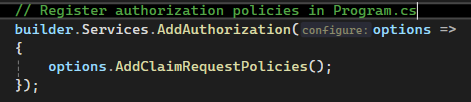 // Register authorization policies in Program.cs
builder.Services.AddAuthorization(configure: options =>
{
    options.AddClaimRequestPolicies();
});